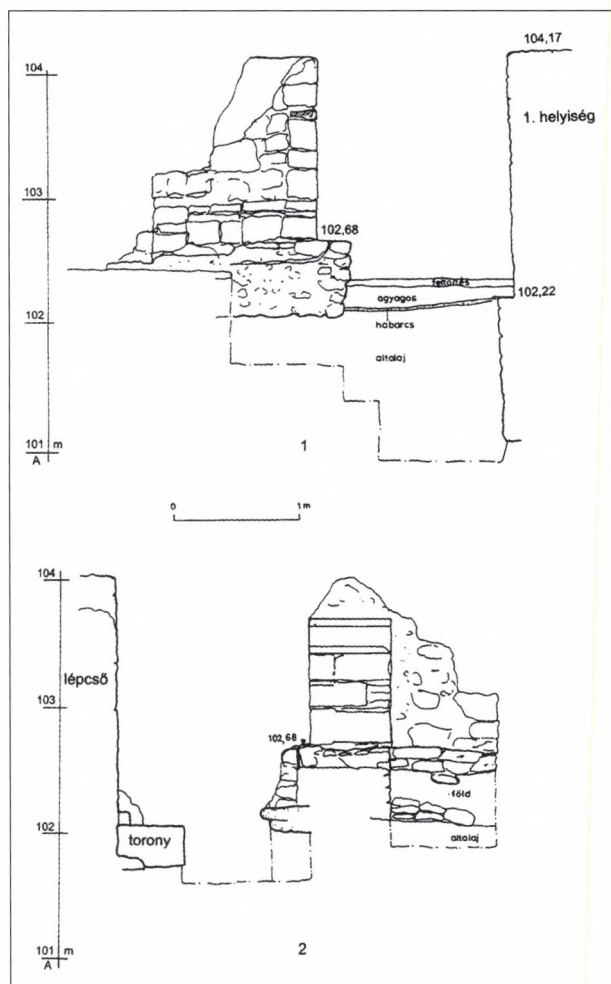 104,17
104
1. helyiség
103
102,68
feltöltés
102,22
agyagos
102
habarcs
altalaj
101 m
A
1
0 1m
104
lépcső
103
102,68
föld
102
torony
altalaj
101 m
A
2